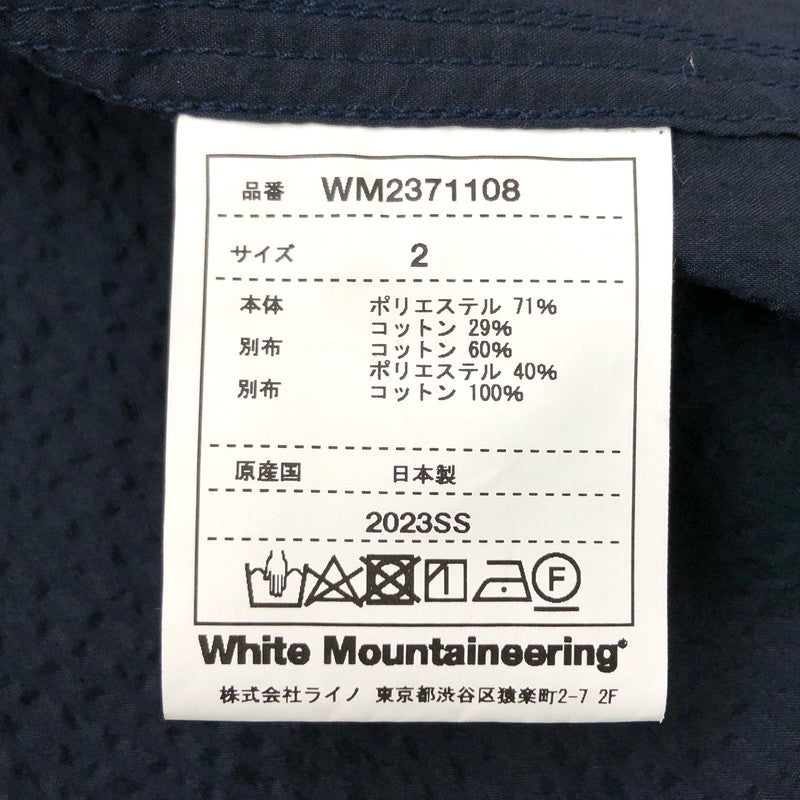 品番 WM2371108
サイズ 2
本体 ポリエステル 71%
コットン 29%
別布 コットン 60%
ポリエステル 40%
別布 コットン 100%
原産国 日本製
2023SS
F
White Mountaineering®
株式会社ライノ 東京都渋谷区猿楽町2-7 2F